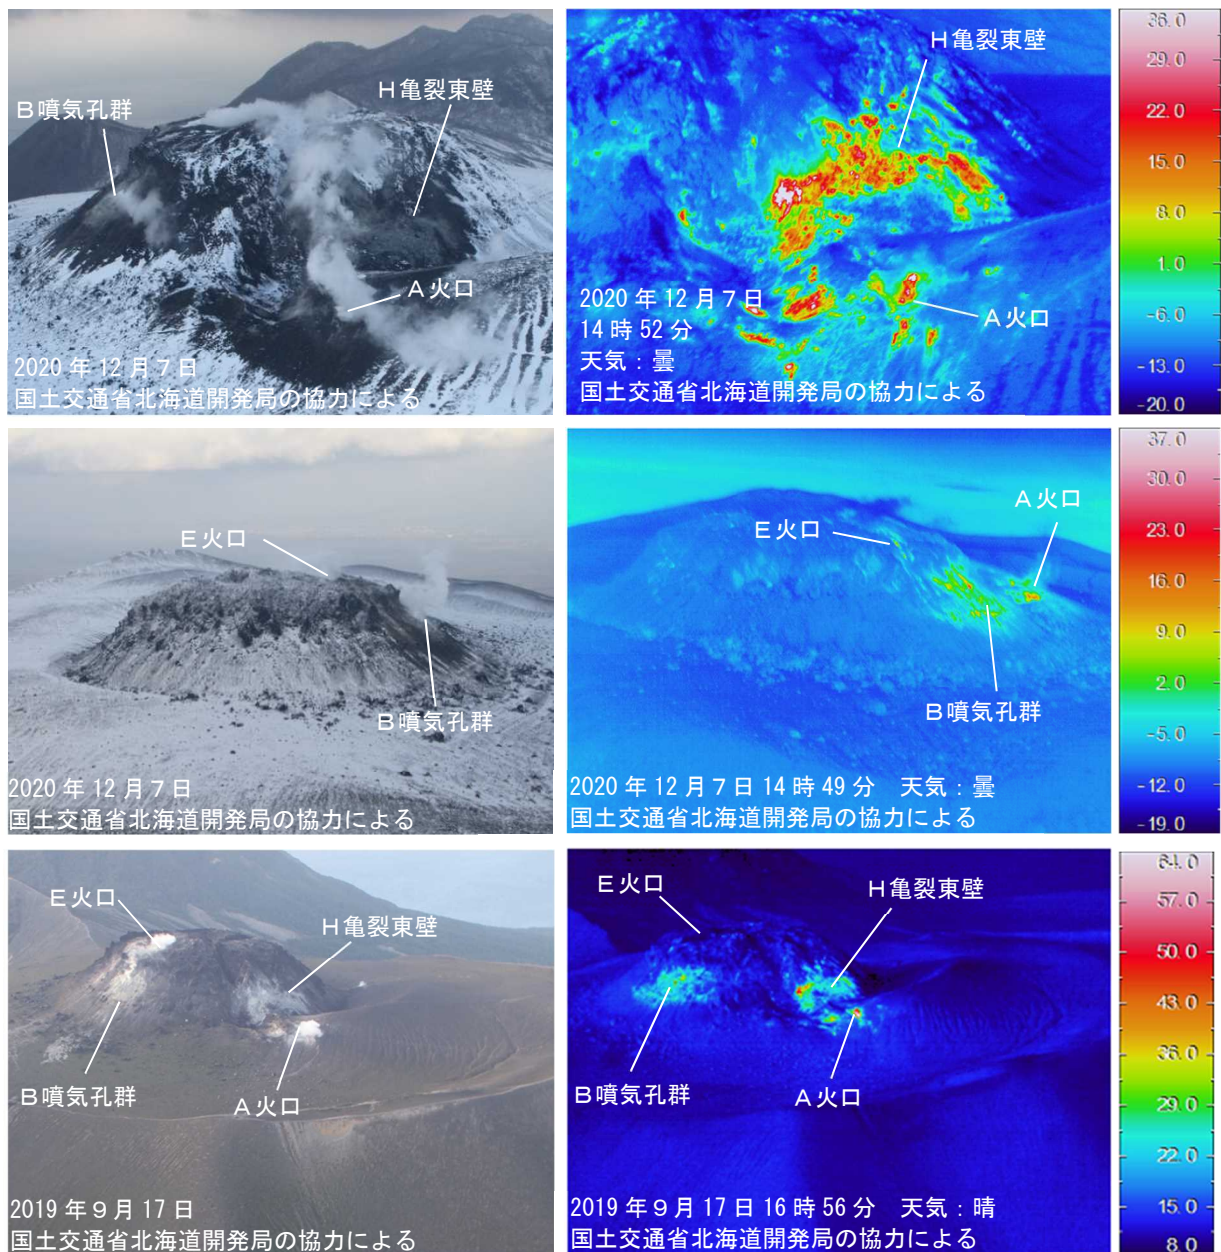 B噴気孔群
H亀裂東壁
A火口
2020年12月7日
国土交通省北海道開発局の協力による
H亀裂東壁
A火口
2020年12月7日
14時52分
天気：曇
国土交通省北海道開発局の協力による
36.0
29.0
22.0
15.0
8.0
1.0
-6.0
-13.0
-20.0
E火口
B噴気孔群
2020年12月7日
国土交通省北海道開発局の協力による
A火口
E火口
B噴気孔群
2020年12月7日14時49分　天気：曇
国土交通省北海道開発局の協力による
37.0
30.0
23.0
16.0
9.0
2.0
-5.0
-12.0
-19.0
E火口
H亀裂東壁
B噴気孔群
A火口
2019年9月17日
国土交通省北海道開発局の協力による
E火口
H亀裂東壁
B噴気孔群
A火口
2019年9月17日16時56分　天気：晴
国土交通省北海道開発局の協力による
64.0
57.0
50.0
43.0
36.0
29.0
22.0
15.0
8.0